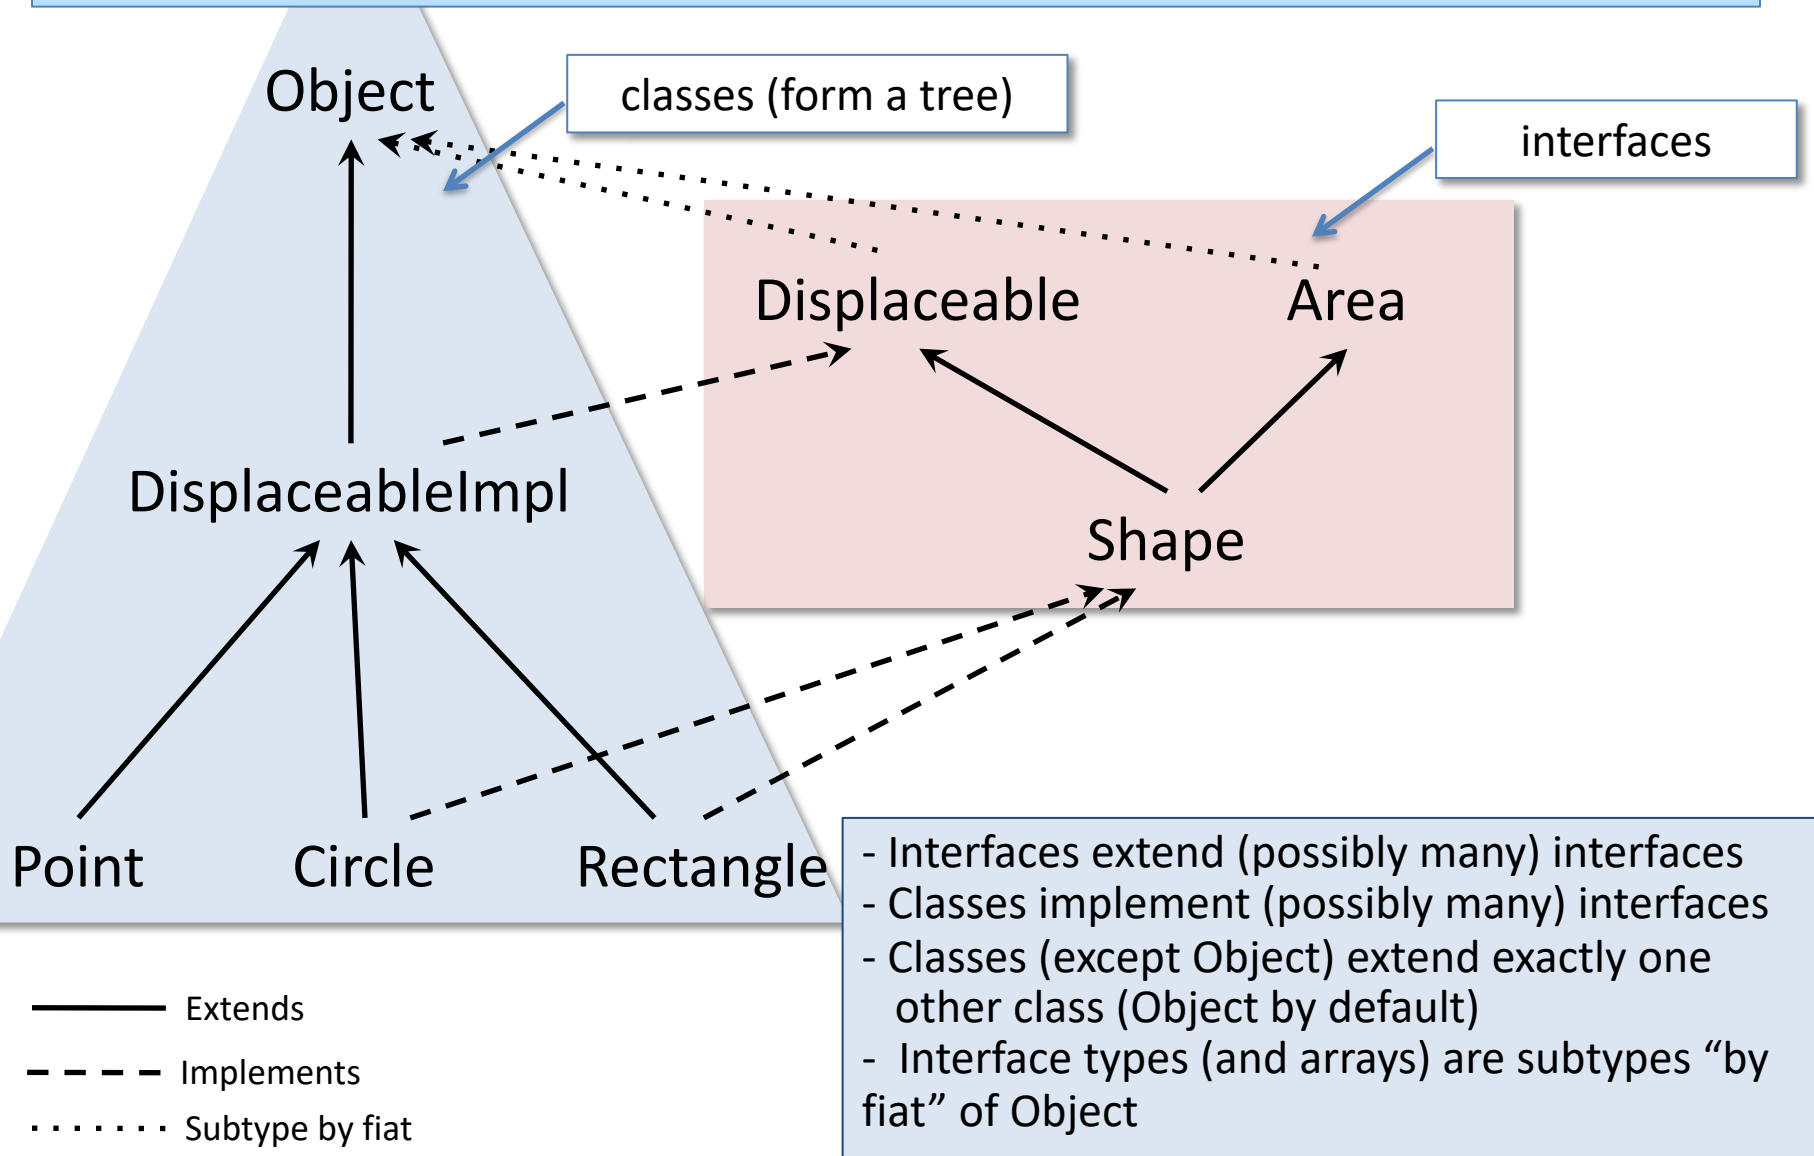 Object
classes (form a tree)
interfaces
Displaceable
Area
DisplaceableImpl
Shape
Point
Circle
Rectangle
- Interfaces extend (possibly many) interfaces
- Classes implement (possibly many) interfaces
- Classes (except Object) extend exactly one
other class (Object by default)
- Interface types (and arrays) are subtypes “by
fiat” of Object
Extends
Implements
Subtype by fiat